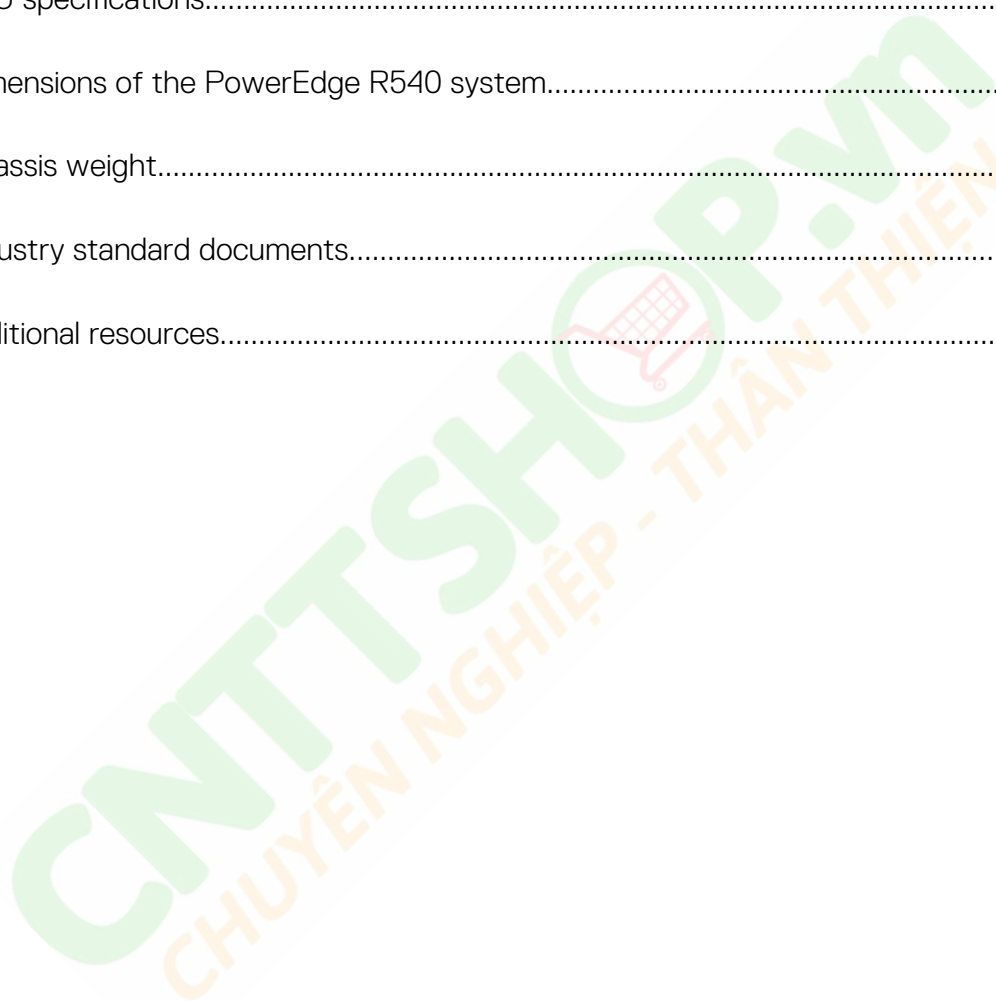 specifications..........................................................................................................
mensions of the PowerEdge R540 system..........................................................
assis weight.............................................................................................................
ustry standard documents....................................................................................
litional resources.....................................................................................................
CNTTSHOP.vn
CHUYÊN NGHIỆP - THÂN THIỆN